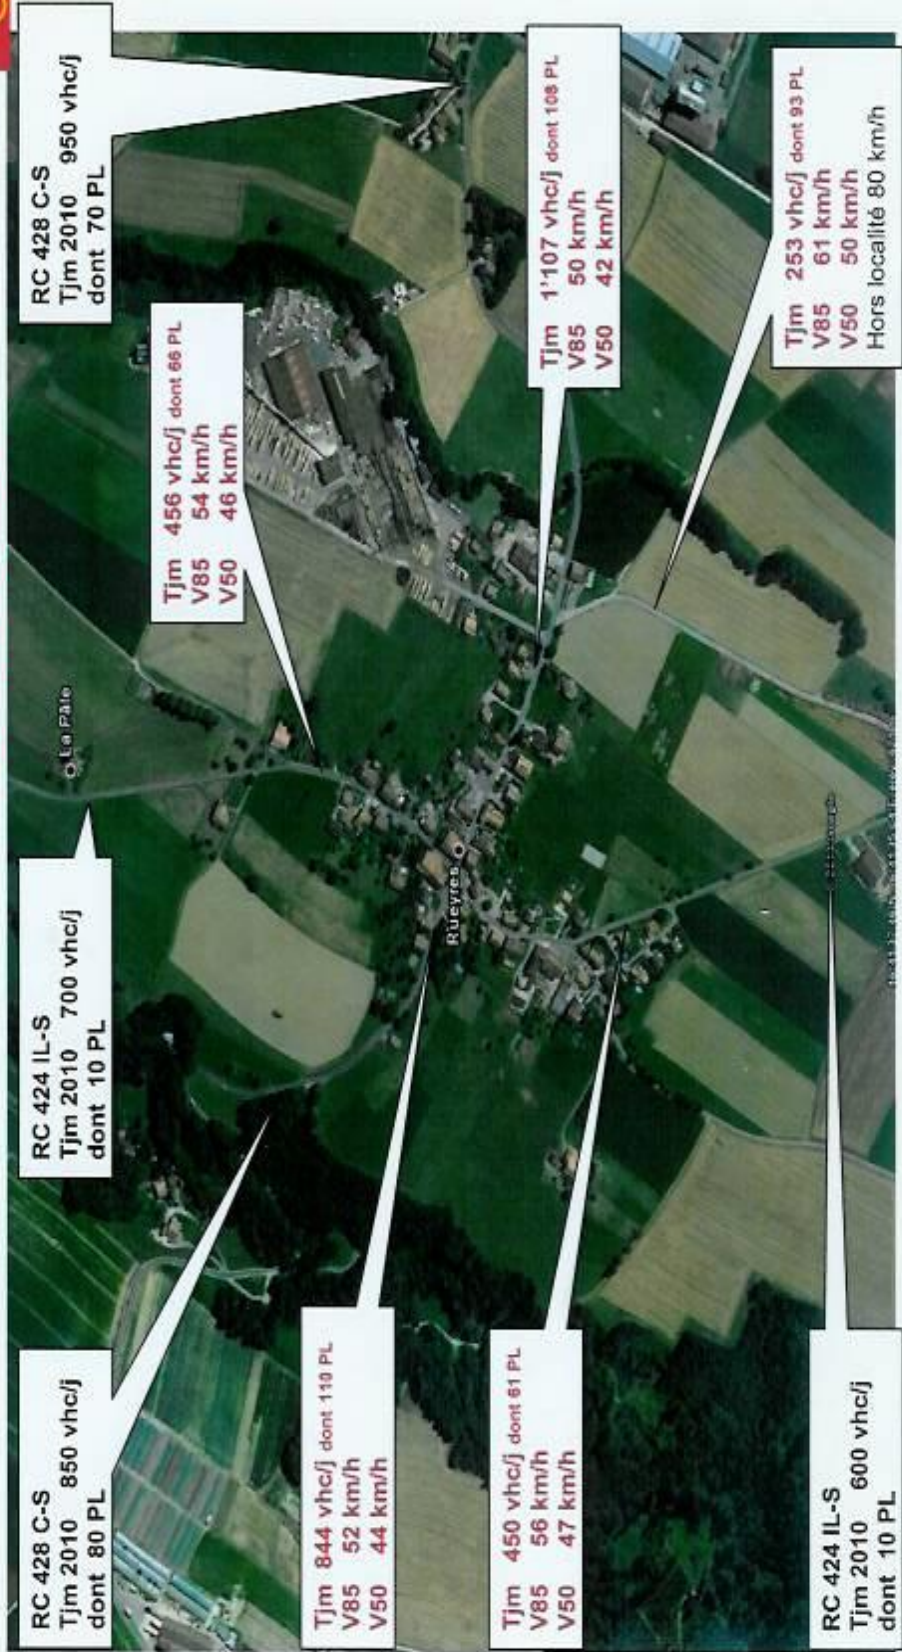 RC 428 C-S
Tjm 2010 850 vhc/j
dont 80 PL
RC 424 IL-S
Tjm 2010 700 vhc/j
dont 10 PL
La Pâle
RC 428 C-S
Tjm 2010 950 vhc/j
dont 70 PL
Tjm 456 vhc/j dont 66 PL
V85 54 km/h
V50 46 km/h
Tjm 844 vhc/j dont 110 PL
V85 52 km/h
V50 44 km/h
Rueyres
Tjm 450 vhc/j dont 61 PL
V85 56 km/h
V50 47 km/h
Tjm 1'107 vhc/j dont 108 PL
V85 50 km/h
V50 42 km/h
Tjm 253 vhc/j dont 93 PL
V85 61 km/h
V50 50 km/h
Hors localité 80 km/h
RC 424 IL-S
Tjm 2010 600 vhc/j
dont 10 PL